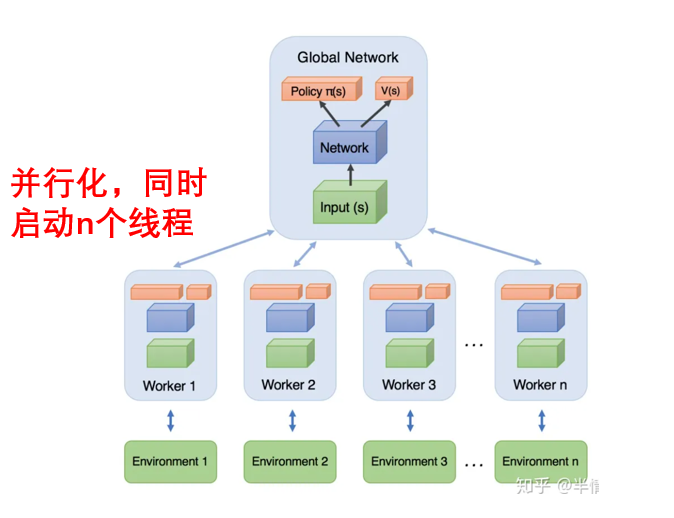 Global Network
Policy π(s)
V(s)
Network
并行化，同时
启动n个线程
Input (s)
Worker 1
Worker 2
Worker 3
...
Worker n
Environment 1
Environment 2
Environment 3
...
Environment n
知乎 @半